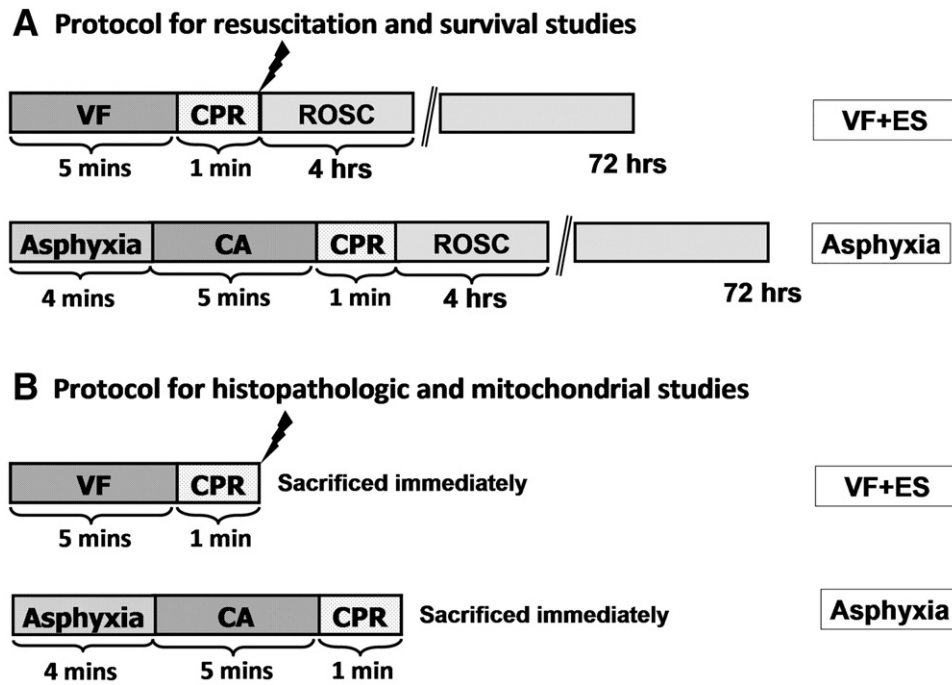 A Protocol for resuscitation and survival studies
VF CPR ROSC VF+ES
5 mins 1 min 4 hrs 72 hrs
Asphyxia CA CPR ROSC Asphyxia
4 mins 5 mins 1 min 4 hrs 72 hrs
B Protocol for histopathologic and mitochondrial studies
VF CPR Sacrificed immediately VF+ES
5 mins 1 min
Asphyxia CA CPR Sacrificed immediately Asphyxia
4 mins 5 mins 1 min